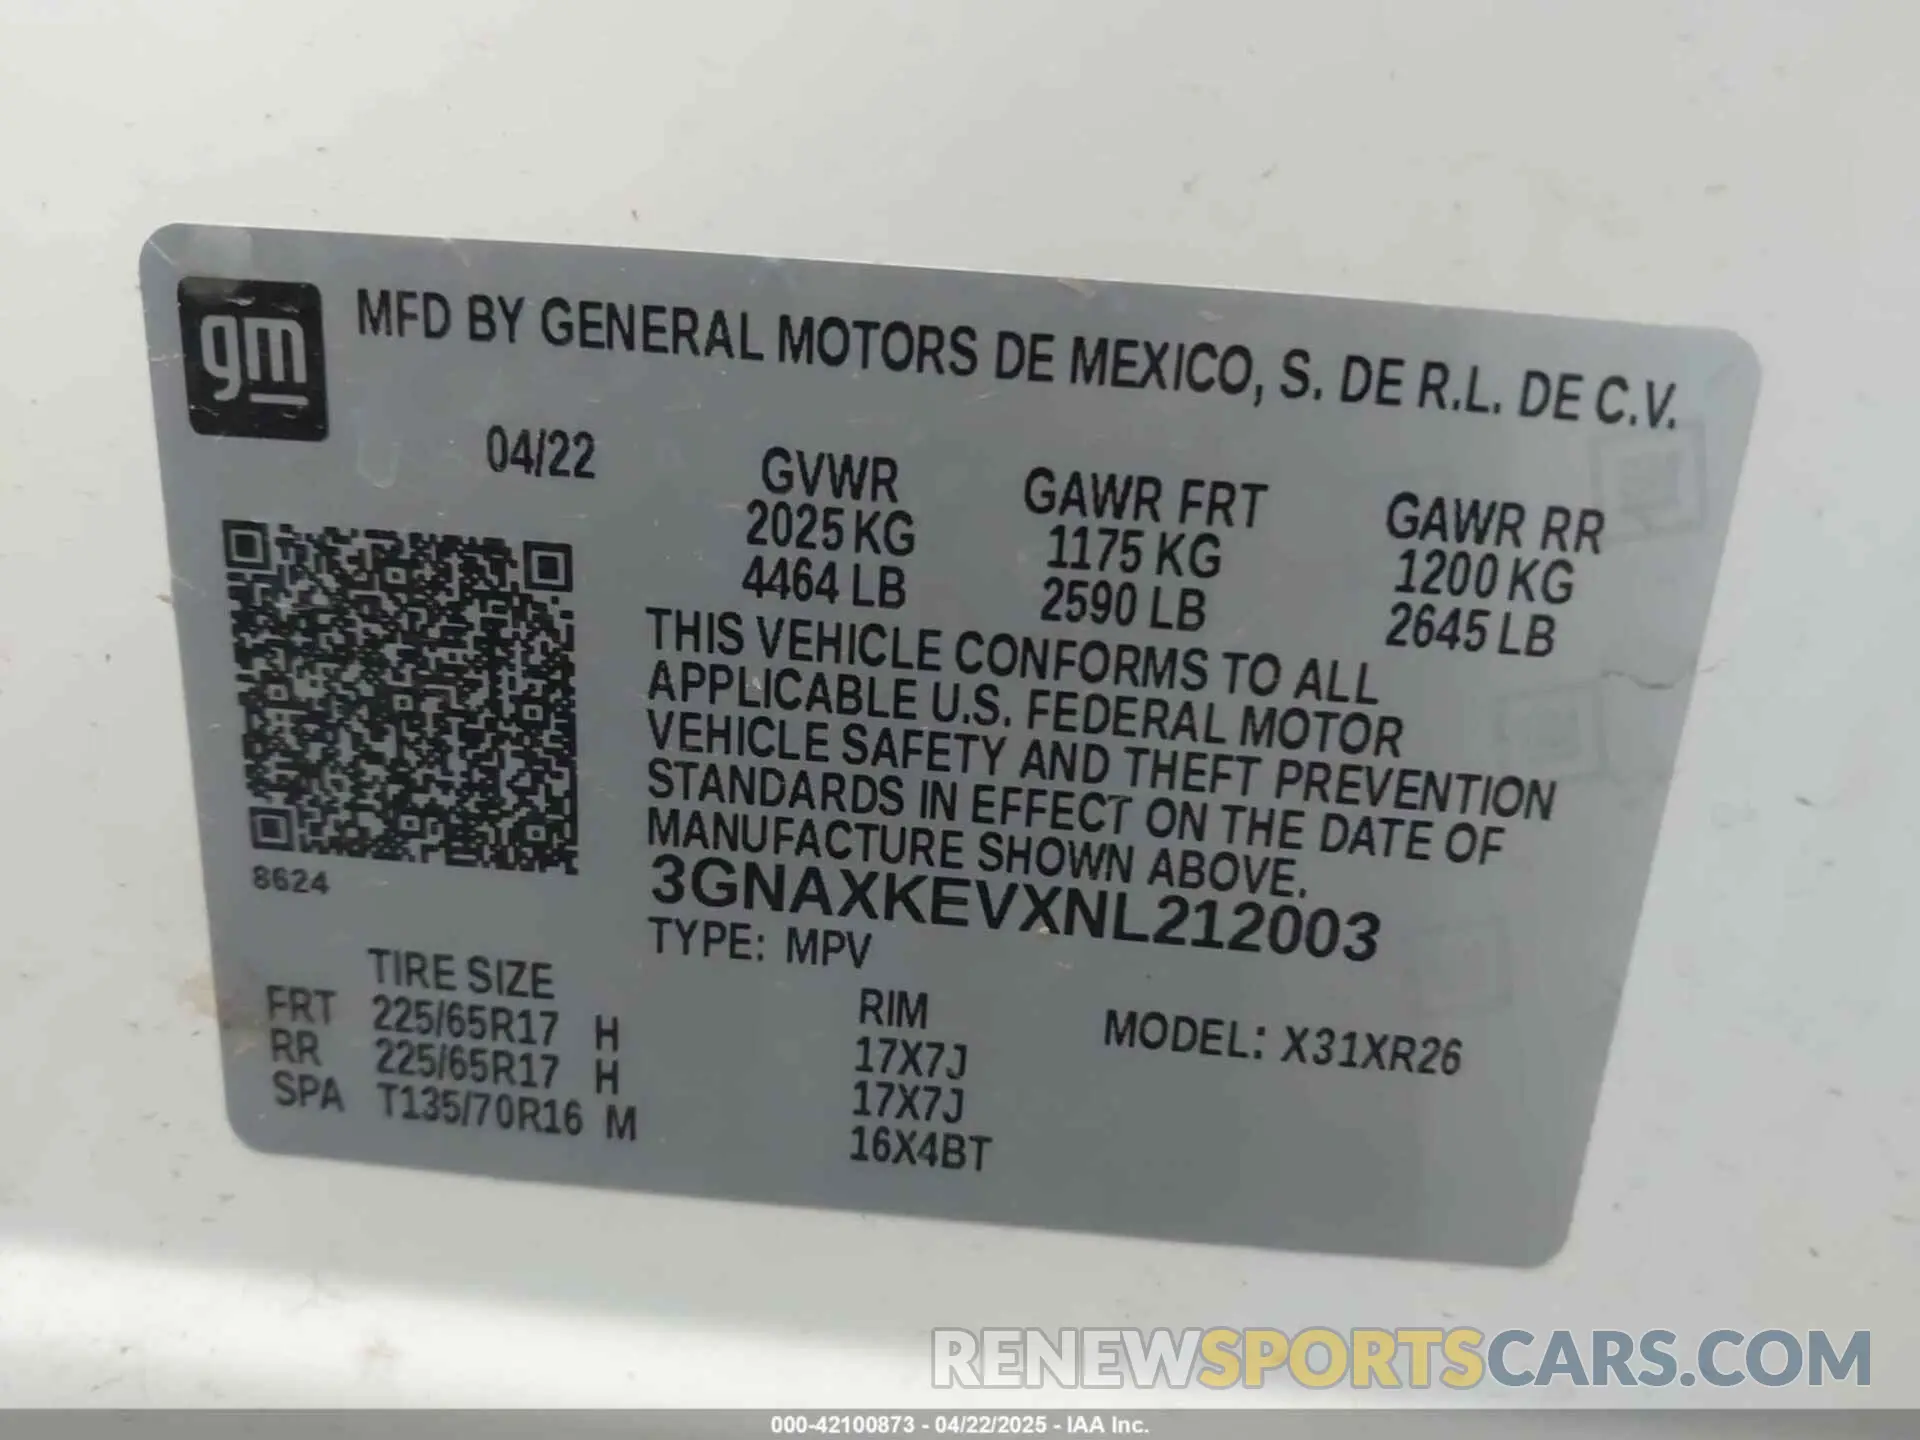 gm
MFD BY GENERAL MOTORS DE MEXICO, S. DE R.L. DE C.V.
04/22
GVWR GAWR FRT GAWR RR
2025 KG 1175 KG 1200 KG
4464 LB 2590 LB 2645 LB
THIS VEHICLE CONFORMS TO ALL
APPLICABLE U.S. FEDERAL MOTOR
VEHICLE SAFETY AND THEFT PREVENTION
STANDARDS IN EFFECT ON THE DATE OF
MANUFACTURE SHOWN ABOVE.
8624
3GNAXKEVXNL212003
TYPE: MPV
TIRE SIZE RIM MODEL: X31XR26
FRT 225/65R17 H 17X7J
RR 225/65R17 H 17X7J
SPA T135/70R16 M 16X4BT
RENEWSPORTSCARS.COM
000-42100873 - 04/22/2025 - IAA Inc.